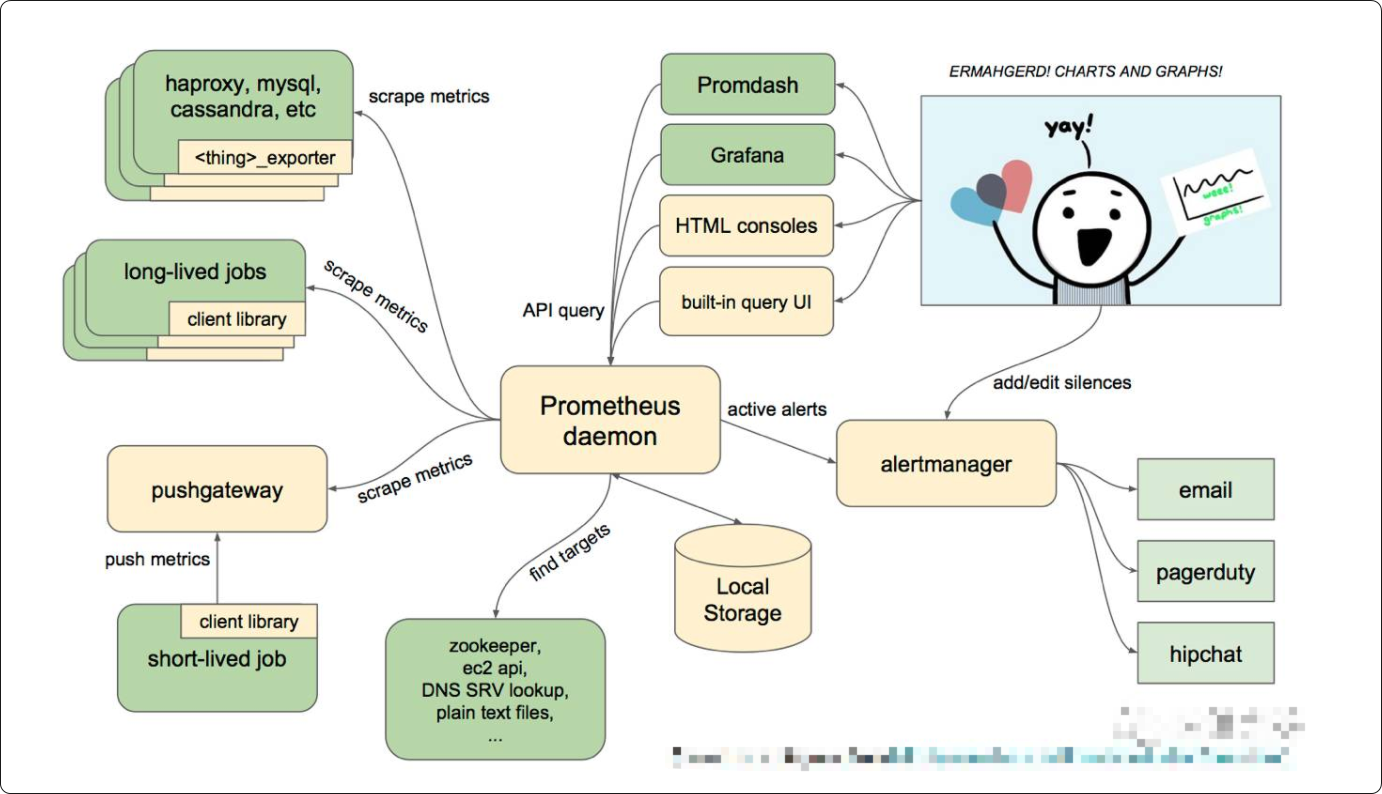 haproxy, mysql,
cassandra, etc
<thing>_exporter
scrape metrics
long-lived jobs
client library
scrape metrics
pushgateway
scrape metrics
push metrics
client library
short-lived job
Promdash
Grafana
HTML consoles
built-in query UI
API query
Prometheus
daemon
find targets
zookeeper,
ec2 api,
DNS SRV lookup,
plain text files,
...
Local
Storage
active alerts
ERMAHGERD! CHARTS AND GRAPHS!
yay!
weee!
graphs!
add/edit silences
alertmanager
email
pagerduty
hipchat